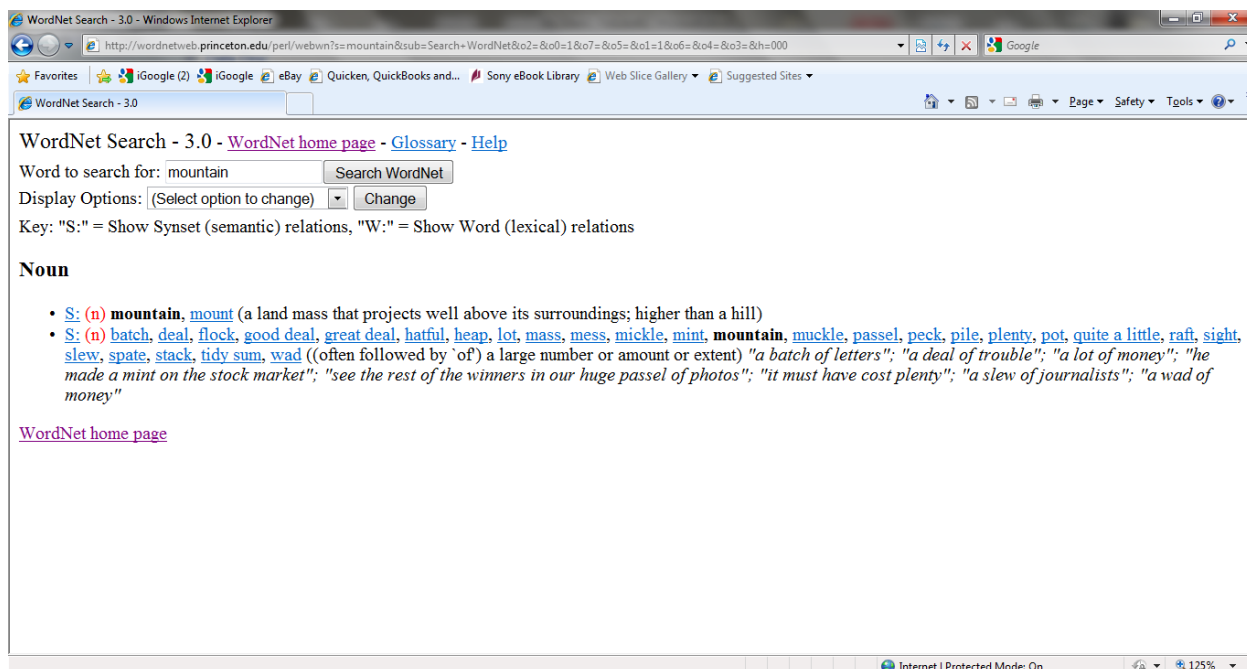 WordNet Search - 3.0 - Windows Internet Explorer
http://wordnetweb.princeton.edu/perl/webwn?s=mountain&sub=Search+WordNet&o2=&o0=1&o7=&o5=&o1=1&o6=&o4=&o3=&h=000 Google
Favorites iGoogle (2) iGoogle eBay Quicken, QuickBooks and... Sony eBook Library Web Slice Gallery Suggested Sites
WordNet Search - 3.0 Page Safety Tools
WordNet Search - 3.0 - WordNet home page - Glossary - Help
Word to search for: mountain Search WordNet
Display Options: (Select option to change) Change
Key: "S:" = Show Synset (semantic) relations, "W:" = Show Word (lexical) relations
Noun
• S: (n) mountain, mount (a land mass that projects well above its surroundings; higher than a hill)
• S: (n) batch, deal, flock, good deal, great deal, hatful, heap, lot, mass, mess, mickle, mint, mountain, muckle, passel, peck, pile, plenty, pot, quite a little, raft, sight,
slew, spate, stack, tidy sum, wad ((often followed by `of') a large number or amount or extent) "a batch of letters"; "a deal of trouble"; "a lot of money"; "he
made a mint on the stock market"; "see the rest of the winners in our huge passel of photos"; "it must have cost plenty"; "a slew of journalists"; "a wad of
money"
WordNet home page
Internet | Protected Mode: On 125%